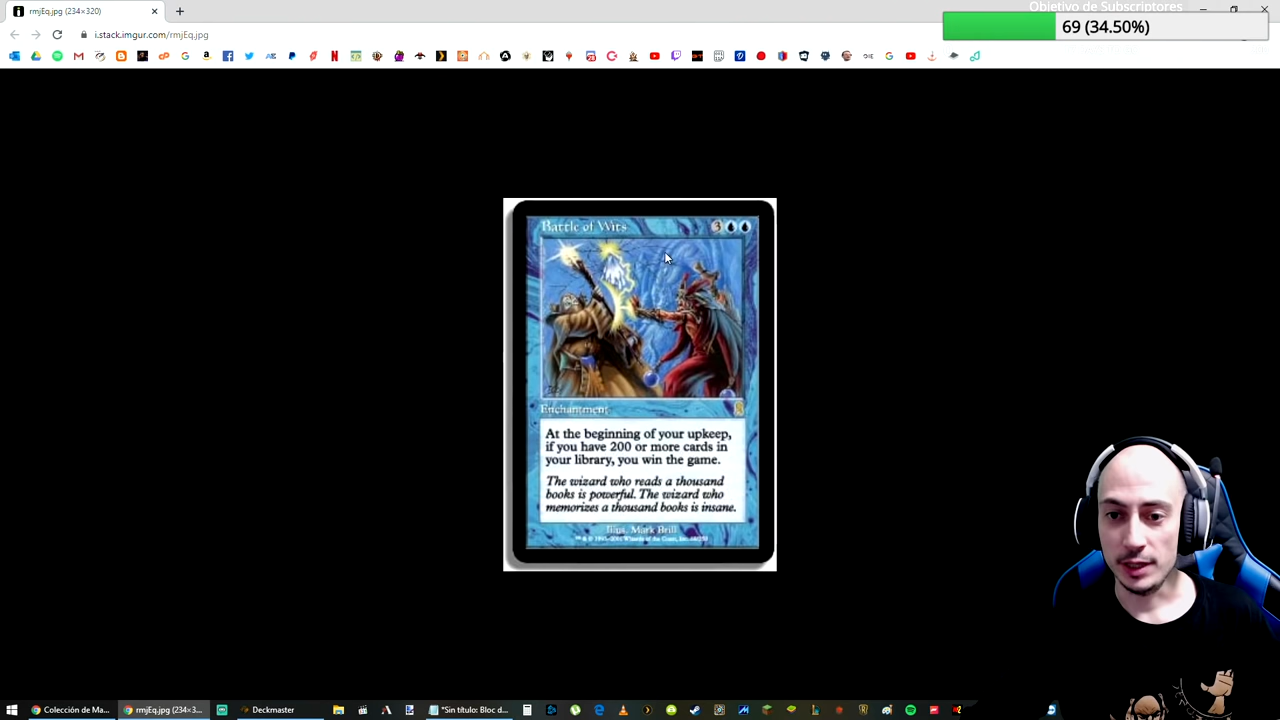 rmjEq.jpg (234×320)
Objetivo de Subscriptores
69 (34.50%)
i.stack.imgur.com/rmjEq.jpg
Battle of Wits
3
Enchantment
At the beginning of your upkeep,
if you have 200 or more cards in
your library, you win the game.
The wizard who reads a thousand
books is powerful. The wizard who
memorizes a thousand books is insane.
Illus. Mark Brill
Colección de Ma...
rmjEq.jpg (234×3...
Deckmaster
*Sin título: Bloc d...